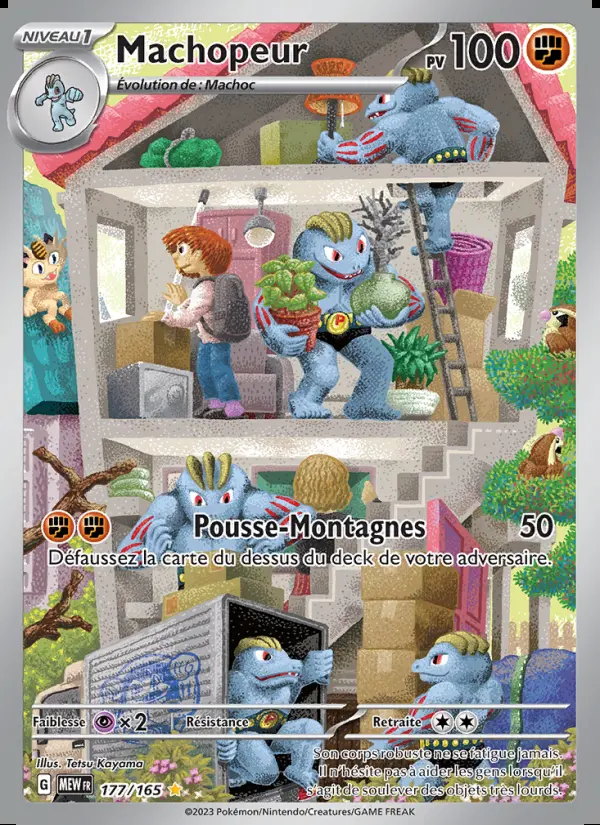 NIVEAU 1
Machopeur
PV 100
Évolution de : Machoc
Pousse-Montagnes 50
Défaussez la carte du dessus du deck de votre adversaire.
Faiblesse ×2 Résistance Retraite
Illus. Tetsu Kayama
Son corps robuste ne se fatigue jamais.
Il n'hésite pas à aider les gens lorsqu'il
s'agit de soulever des objets très lourds.
G MEW FR 177/165
©2023 Pokémon/Nintendo/Creatures/GAME FREAK